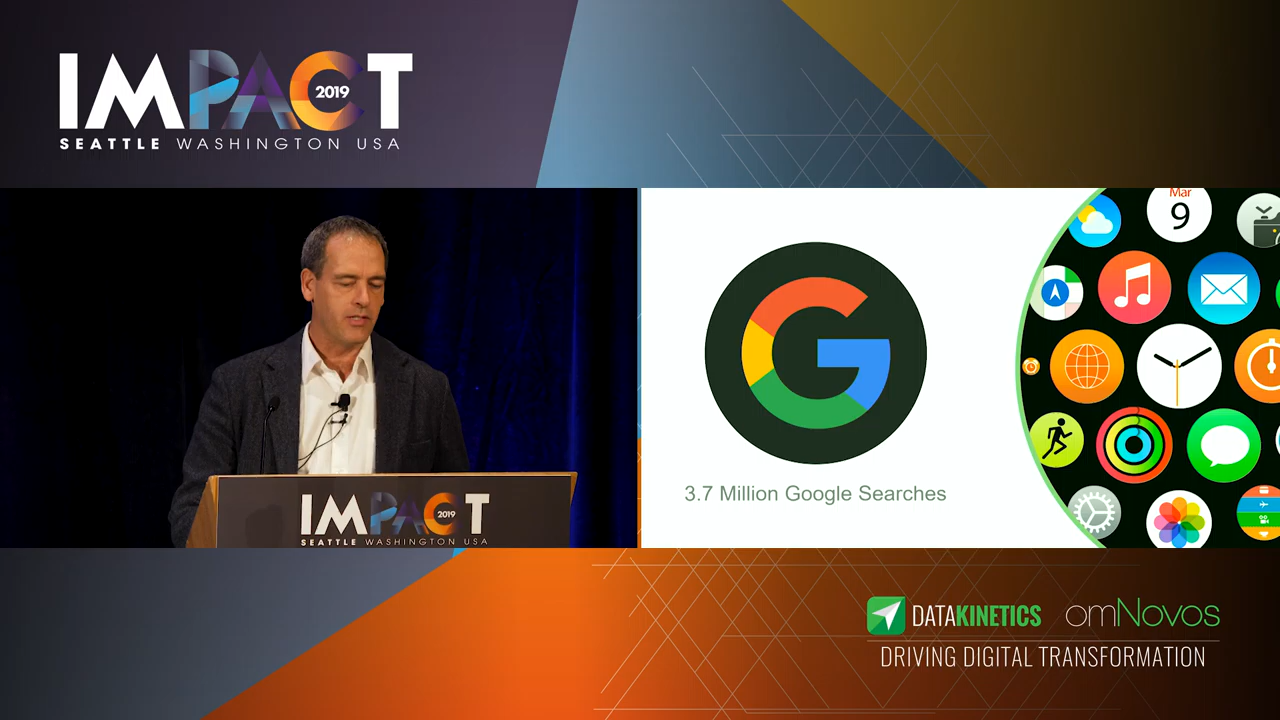 IMPACT
2019
SEATTLE WASHINGTON USA
Mar
9
3.7 Million Google Searches
IMPACT
2019
SEATTLE WASHINGTON USA
DATAKINETICS omNovos
DRIVING DIGITAL TRANSFORMATION